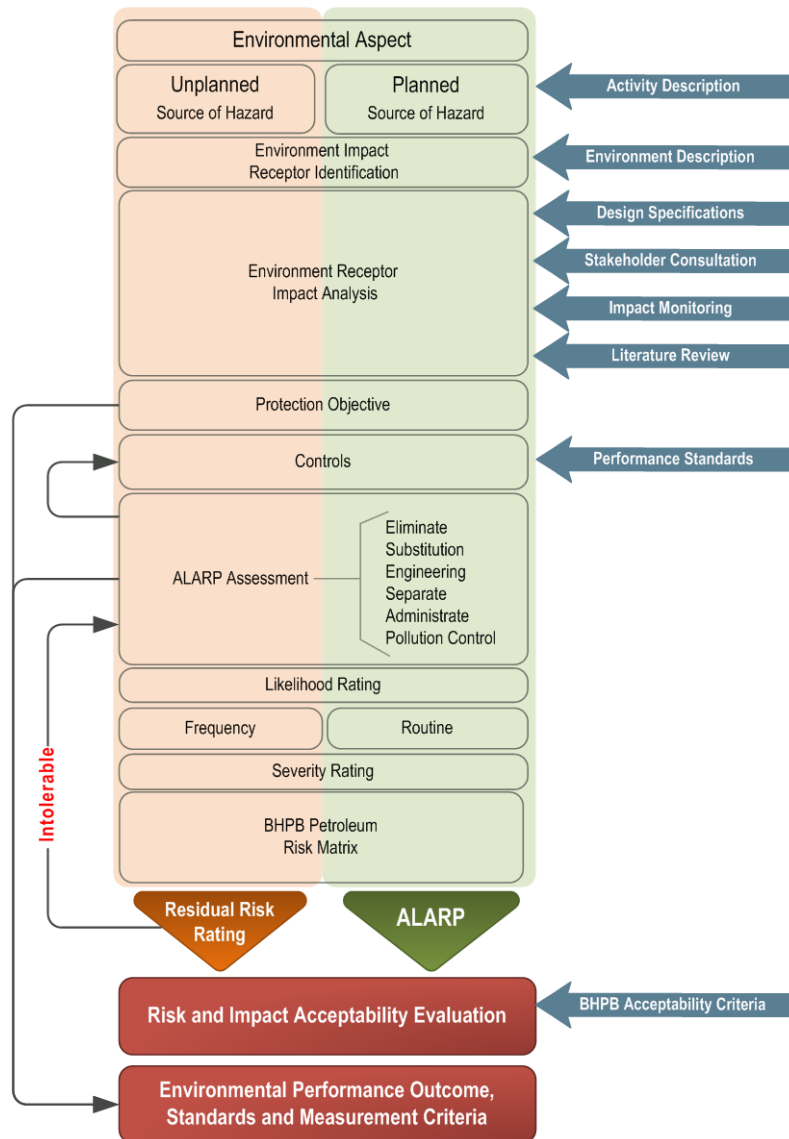 Environmental Aspect
Unplanned
Source of Hazard
Planned
Source of Hazard
Activity Description
Environment Impact
Receptor Identification
Environment Description
Environment Receptor
Impact Analysis
Design Specifications
Stakeholder Consultation
Impact Monitoring
Literature Review
Protection Objective
Controls
Performance Standards
ALARP Assessment
Eliminate
Substitution
Engineering
Separate
Administrate
Pollution Control
Likelihood Rating
Frequency
Routine
Severity Rating
Intolerable
BHPB Petroleum
Risk Matrix
Residual Risk
Rating
ALARP
Risk and Impact Acceptability Evaluation
BHPB Acceptability Criteria
Environmental Performance Outcome,
Standards and Measurement Criteria